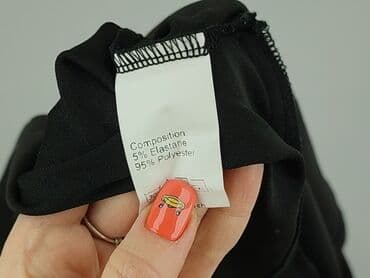 Composition
5% Elastane
95% Polyester